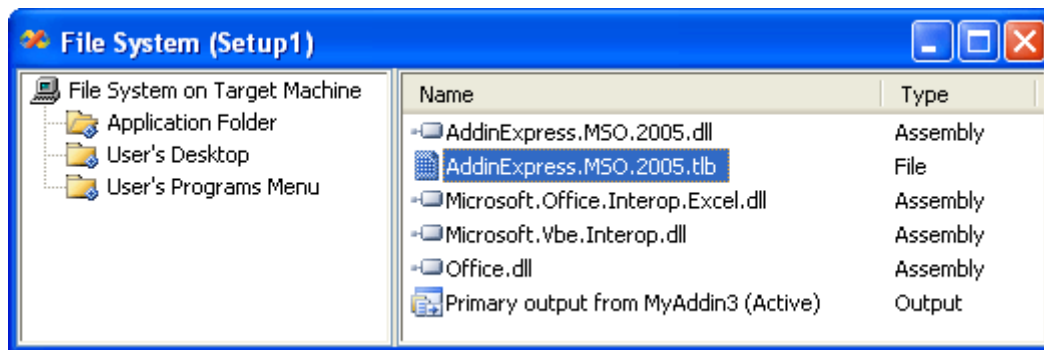 File System (Setup1)
File System on Target Machine
Application Folder
User's Desktop
User's Programs Menu
Name Type
AddinExpress.MSO.2005.dll Assembly
AddinExpress.MSO.2005.tlb File
Microsoft.Office.Interop.Excel.dll Assembly
Microsoft.Vbe.Interop.dll Assembly
Office.dll Assembly
Primary output from MyAddin3 (Active) Output